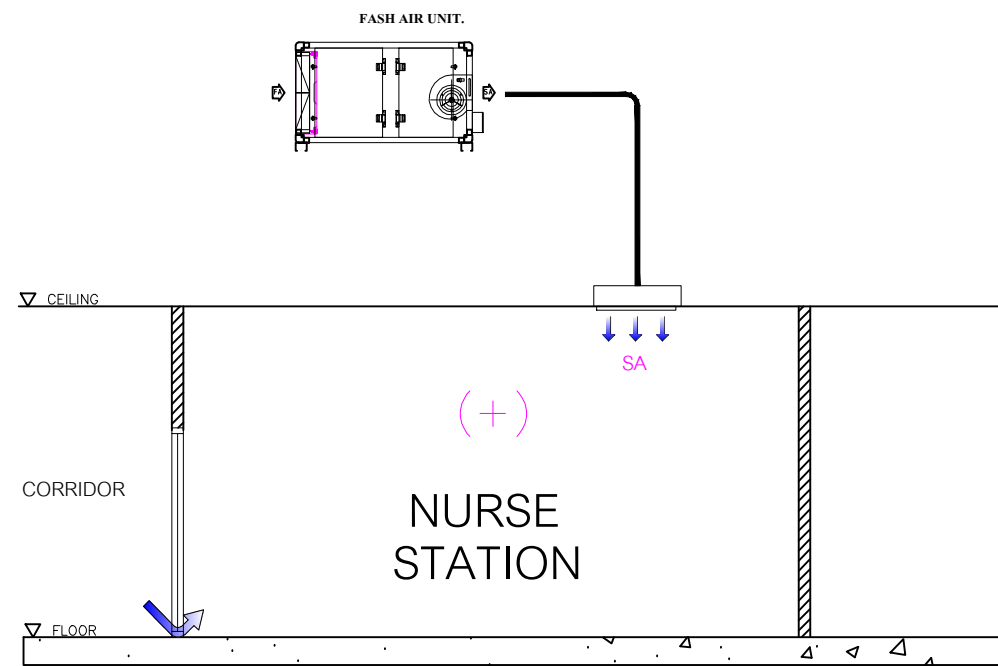 FASH AIR UNIT.
FA
SA
CEILING
SA
(+)
CORRIDOR
NURSE
STATION
FLOOR